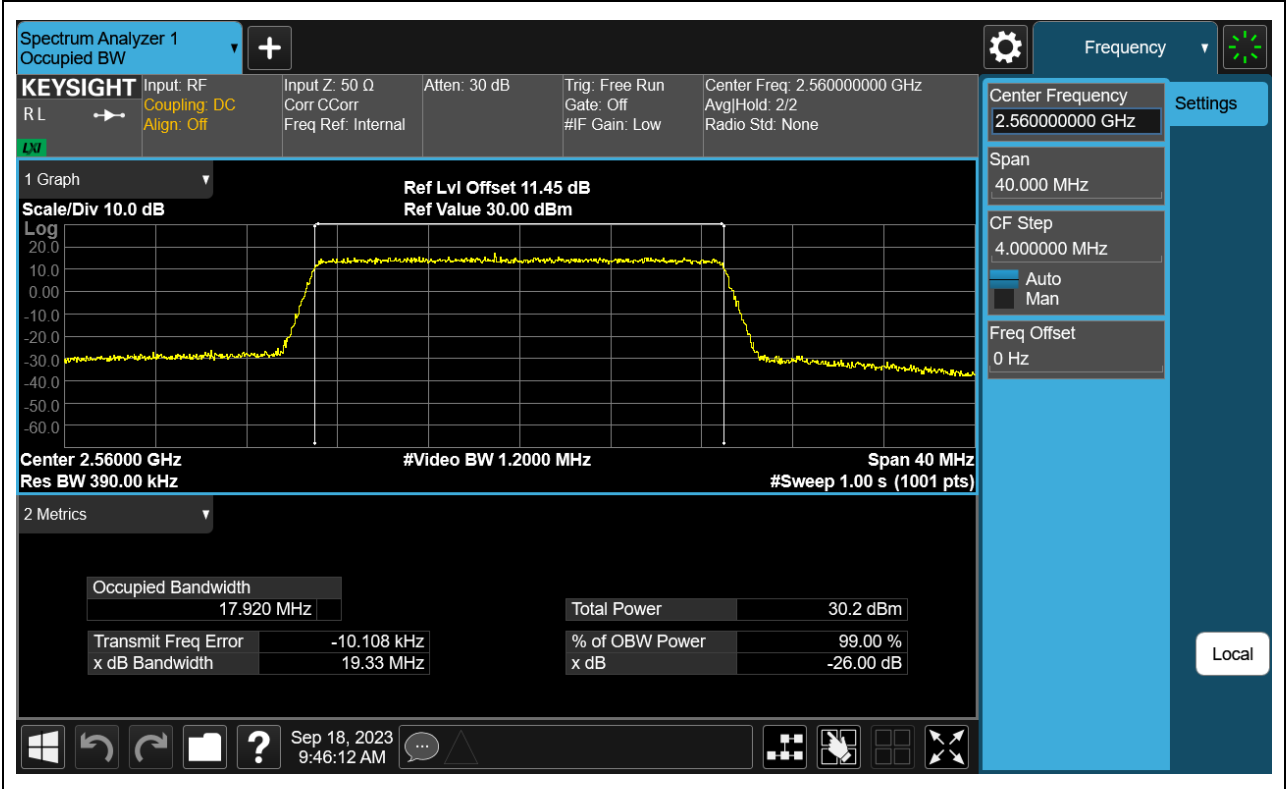 Spectrum Analyzer 1
Occupied BW
+
Frequency
KEYSIGHT
R L
LXI
Input: RF
Coupling: DC
Align: Off
Input Z: 50 Ω
Corr CCorr
Freq Ref: Internal
Atten: 30 dB
Trig: Free Run
Gate: Off
#IF Gain: Low
Center Freq: 2.560000000 GHz
Avg|Hold: 2/2
Radio Std: None
Center Frequency
2.560000000 GHz
Settings
Span
40.000 MHz
CF Step
4.000000 MHz
Auto
Man
Freq Offset
0 Hz
Local
1 Graph
Scale/Div 10.0 dB
Ref Lvl Offset 11.45 dB
Ref Value 30.00 dBm
Log
20.0
10.0
0.00
-10.0
-20.0
-30.0
-40.0
-50.0
-60.0
Center 2.56000 GHz
#Video BW 1.2000 MHz
Span 40 MHz
Res BW 390.00 kHz
#Sweep 1.00 s (1001 pts)
2 Metrics
Occupied Bandwidth
17.920 MHz
Total Power 30.2 dBm
Transmit Freq Error -10.108 kHz
% of OBW Power 99.00 %
x dB Bandwidth 19.33 MHz
x dB -26.00 dB
?
Sep 18, 2023
9:46:12 AM